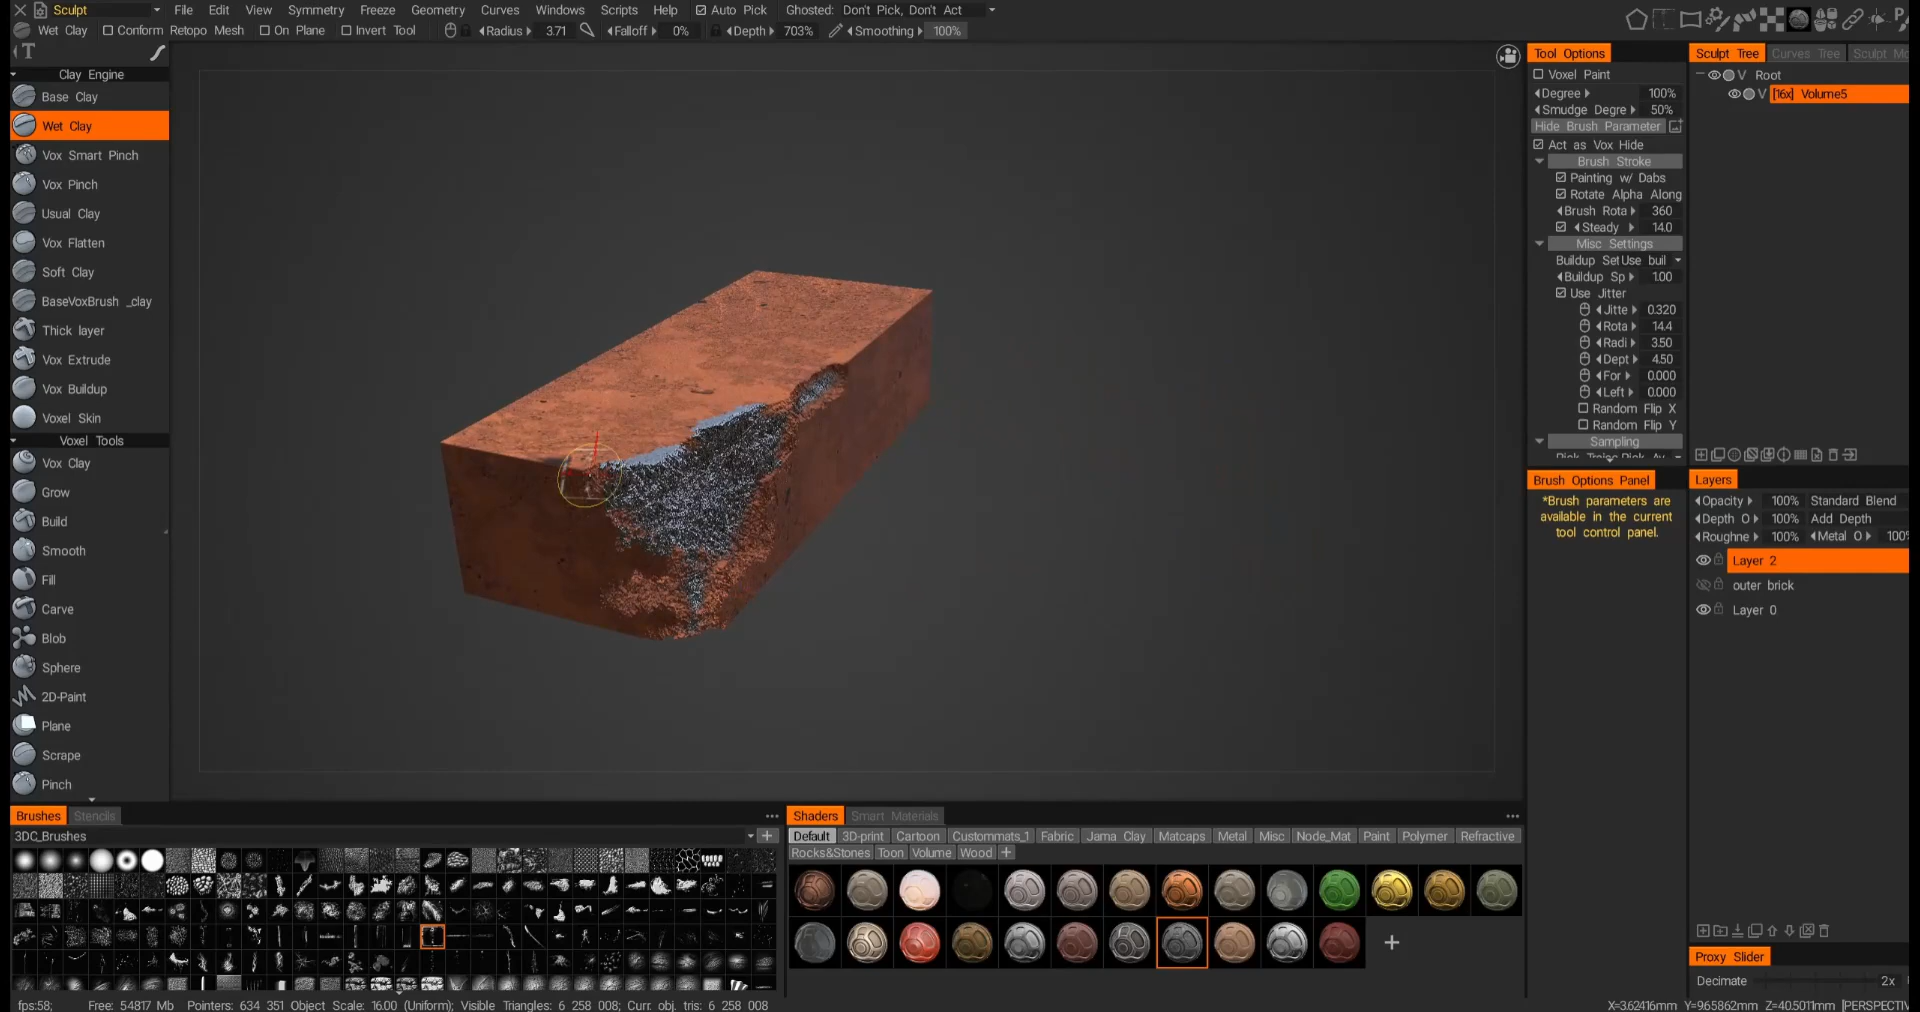 Sculpt File Edit View Symmetry Freeze Geometry Curves Windows Scripts Help Auto Pick Ghosted: Don't Pick, Don't Act
Wet Clay Conform Retopo Mesh On Plane Invert Tool Radius 3.71 Falloff 0% Depth 703% Smoothing 100%
T
Clay Engine
Base Clay
Wet Clay
Vox Smart Pinch
Vox Pinch
Usual Clay
Vox Flatten
Soft Clay
BaseVoxBrush _clay
Thick layer
Vox Extrude
Vox Buildup
Voxel Skin
Voxel Tools
Vox Clay
Grow
Build
Smooth
Fill
Carve
Blob
Sphere
2D-Paint
Plane
Scrape
Pinch
Tool Options
Voxel Paint
Degree 100%
Smudge Degre 50%
Hide Brush Parameter
Act as Vox Hide
Brush Stroke
Painting w/ Dabs
Rotate Alpha Along
Brush Rota 360
Steady 14.0
Misc Settings
Buildup SetUse buil
Buildup Sp 1.00
Use Jitter
Jitte 0.320
Rota 14.4
Radi 3.50
Dept 4.50
For 0.000
Left 0.000
Random Flip X
Random Flip Y
Sampling
Brush Options Panel
*Brush parameters are
available in the current
tool control panel.
Sculpt Tree Curves Tree Sculpt Mo
V Root
V [16x] Volume5
Layers
Opacity 100% Standard Blend
Depth O 100% Add Depth
Roughne 100% Metal O 100%
Layer 2
outer brick
Layer 0
Proxy Slider
Decimate 2x
Brushes Stencils
3DC_Brushes
Shaders Smart Materials
Default 3D-print Cartoon Custommats_1 Fabric Jama Clay Matcaps Metal Misc Node_Mat Paint Polymer Refractive
Rocks&Stones Toon Volume Wood +
fps:58; Free: 54817 Mb Pointers: 634 351 Object Scale: 16.00 (Uniform); Visible Triangles: 6 258 008; Curr. obj. tris: 6 258 008
X=3.62416mm Y=9.65862mm Z=40.5011mm [PERSPECTIV